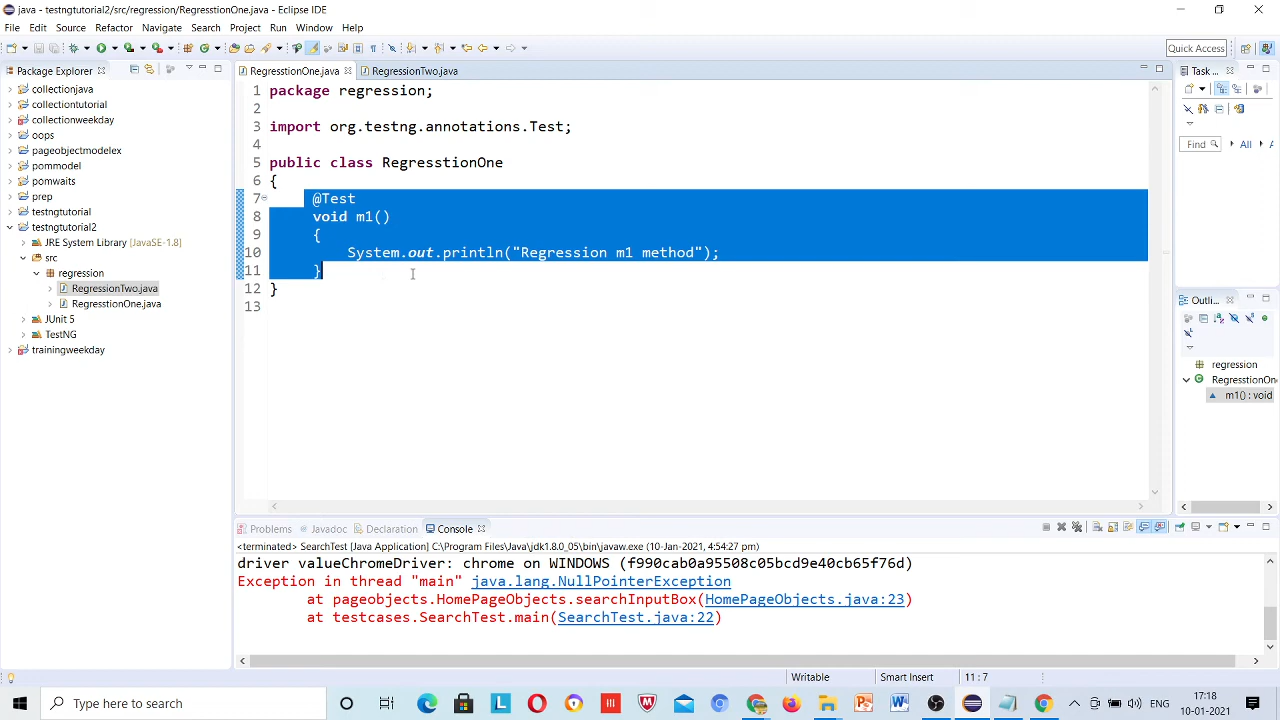 java - testngtutorial2/src/regression/RegresstionOne.java - Eclipse IDE
File Edit Source Refactor Navigate Search Project Run Window Help
Quick Access
Package Explorer
collectionjava
collectiontutorial
collectionweekday
oops
pageobjectmodelex
pommodel
pomwaits
prep
testngtutorial
testngtutorial2
JRE System Library [JavaSE-1.8]
src
regression
RegressionTwo.java
RegresstionOne.java
JUnit 5
TestNG
trainingweekday
RegresstionOne.java RegressionTwo.java
1 package regression;
2
3 import org.testng.annotations.Test;
4
5 public class RegresstionOne
6 {
7 @Test
8 void m1()
9 {
10 System.out.println("Regression m1 method");
11 }
12 }
13
Task ...
Find All A
Outli...
regression
RegresstionOn
m1() : void
Problems Javadoc Declaration Console
<terminated> SearchTest [Java Application] C:\Program Files\Java\jdk1.8.0_05\bin\javaw.exe (10-Jan-2021, 4:54:27 pm)
driver valueChromeDriver: chrome on WINDOWS (f990cab0a95508c05bcd9e40cb65f76d)
Exception in thread "main" java.lang.NullPointerException
at pageobjects.HomePageObjects.searchInputBox(HomePageObjects.java:23)
at testcases.SearchTest.main(SearchTest.java:22)
Writable Smart Insert 11 : 7
Type here to search
17:18
10-01-2021